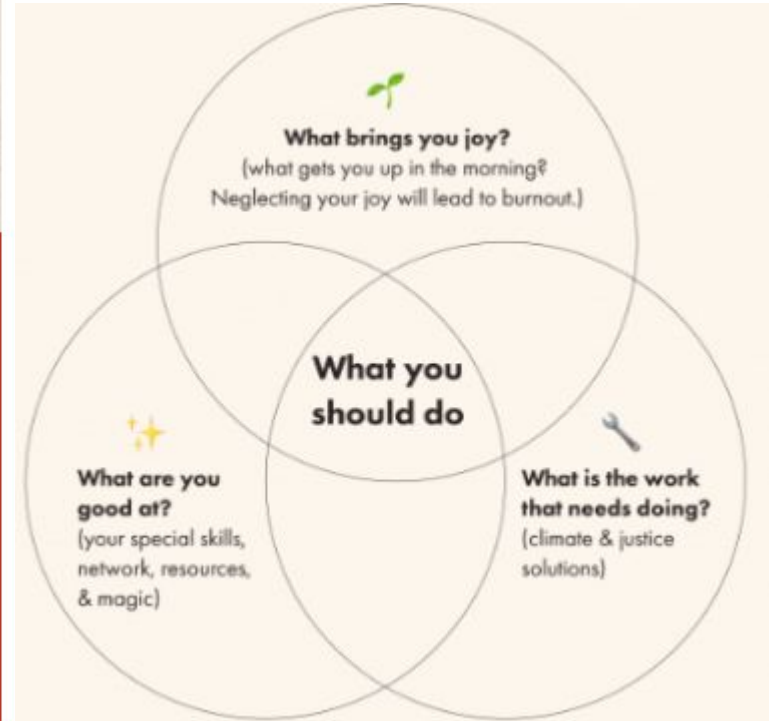 What brings you joy?
(what gets you up in the morning?
Neglecting your joy will lead to burnout.)
What you
should do
What are you
good at?
(your special skills,
network, resources,
& magic)
What is the work
that needs doing?
(climate & justice
solutions)